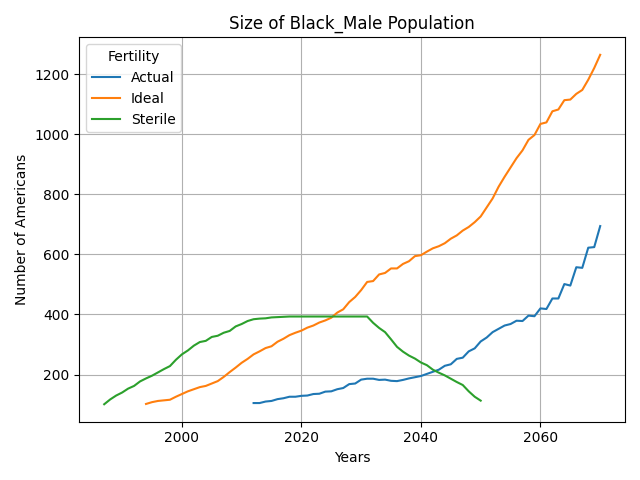 Size of Black_Male Population
Fertility
Actual
Ideal
Sterile
Number of Americans
1200
1000
800
600
400
200
2000
2020
2040
2060
Years